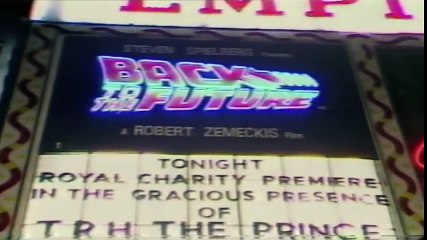 EMPI
STEVEN SPIELBERG Presents
BACK
TO THE
FUTURE
A ROBERT ZEMECKIS Film
TONIGHT
ROYAL CHARITY PREMIERE
IN THE GRACIOUS PRESENCE
OF
T R H THE PRINCE